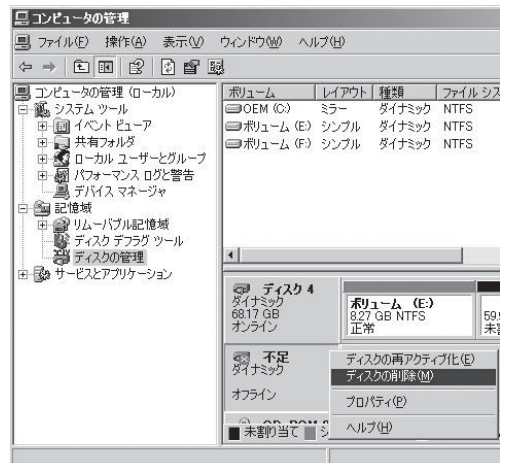 コンピュータの管理
ファイル(F) 操作(A) 表示(V) ウィンドウ(W) ヘルプ(H)
コンピュータの管理 (ローカル)
システム ツール
イベント ビューア
共有フォルダ
ローカル ユーザーとグループ
パフォーマンス ログと警告
デバイス マネージャ
記憶域
リムーバブル記憶域
ディスク デフラグ ツール
ディスクの管理
サービスとアプリケーション
ボリューム レイアウト 種類 ファイル シス
OEM (C:) ミラー ダイナミック NTFS
ボリューム (E:) シンプル ダイナミック NTFS
ボリューム (F:) シンプル ダイナミック NTFS
ディスク 4
ダイナミック
68.17 GB
オンライン
ボリューム (E:)
8.27 GB NTFS
正常
59.
未
不足
ダイナミック
オフライン
ディスクの再アクティブ化(E)
ディスクの削除(M)
プロパティ(P)
ヘルプ(H)
未割り当て